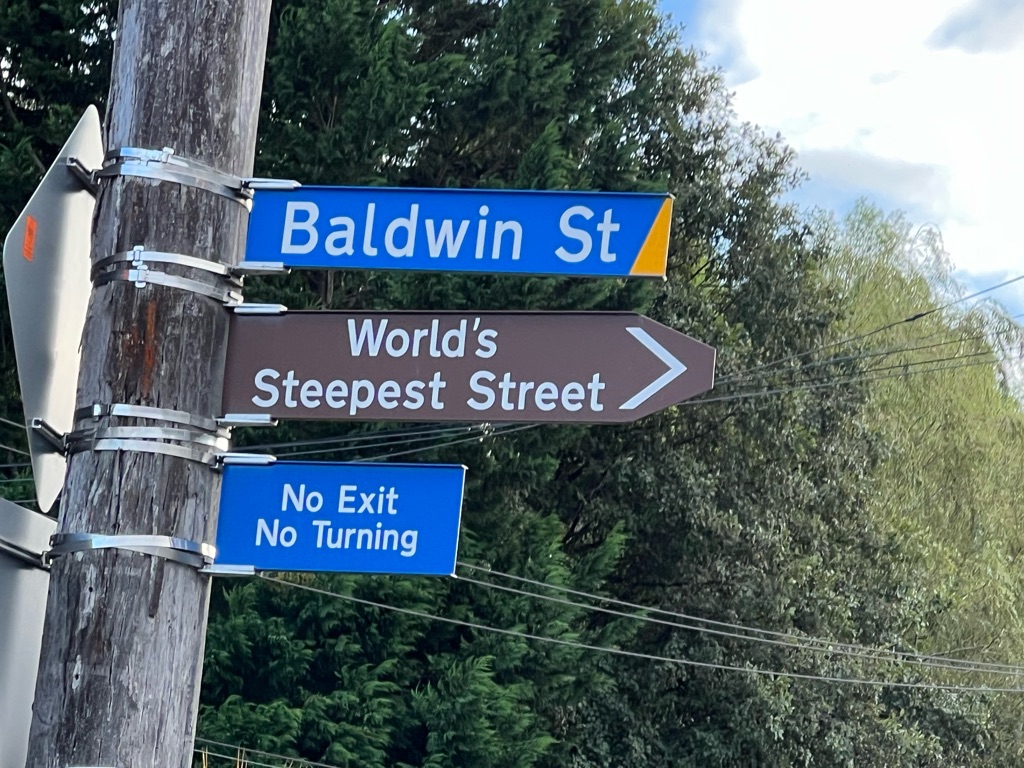 Baldwin St
World's
Steepest Street
No Exit
No Turning